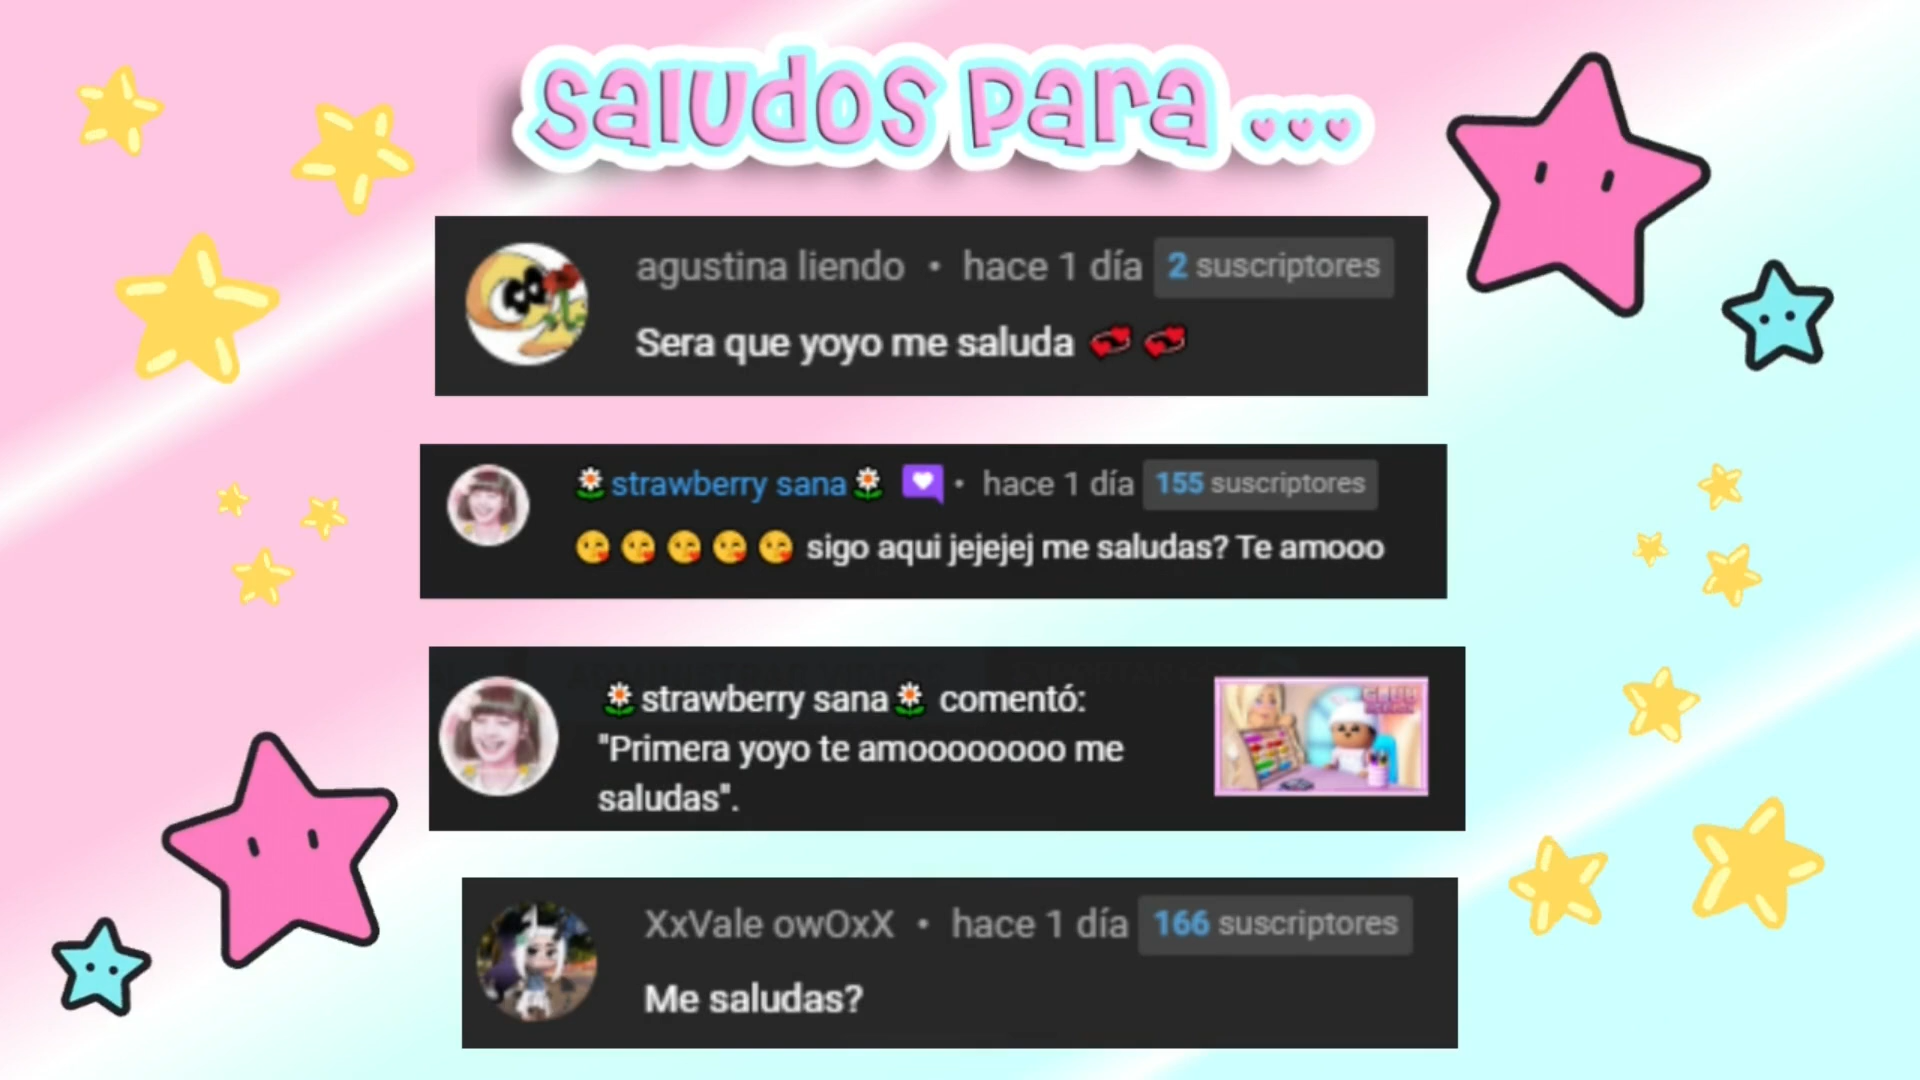 saludos para ...
agustina liendo • hace 1 día 2 suscriptores
Sera que yoyo me saluda 💞 💞
🌼strawberry sana🌼 • hace 1 día 155 suscriptores
😘 😘 😘 😘 😘 sigo aqui jejejej me saludas? Te amooo
🌼strawberry sana🌼 comentó:
"Primera yoyo te amoooooooo me
saludas".
XxVale owOxX • hace 1 día 166 suscriptores
Me saludas?